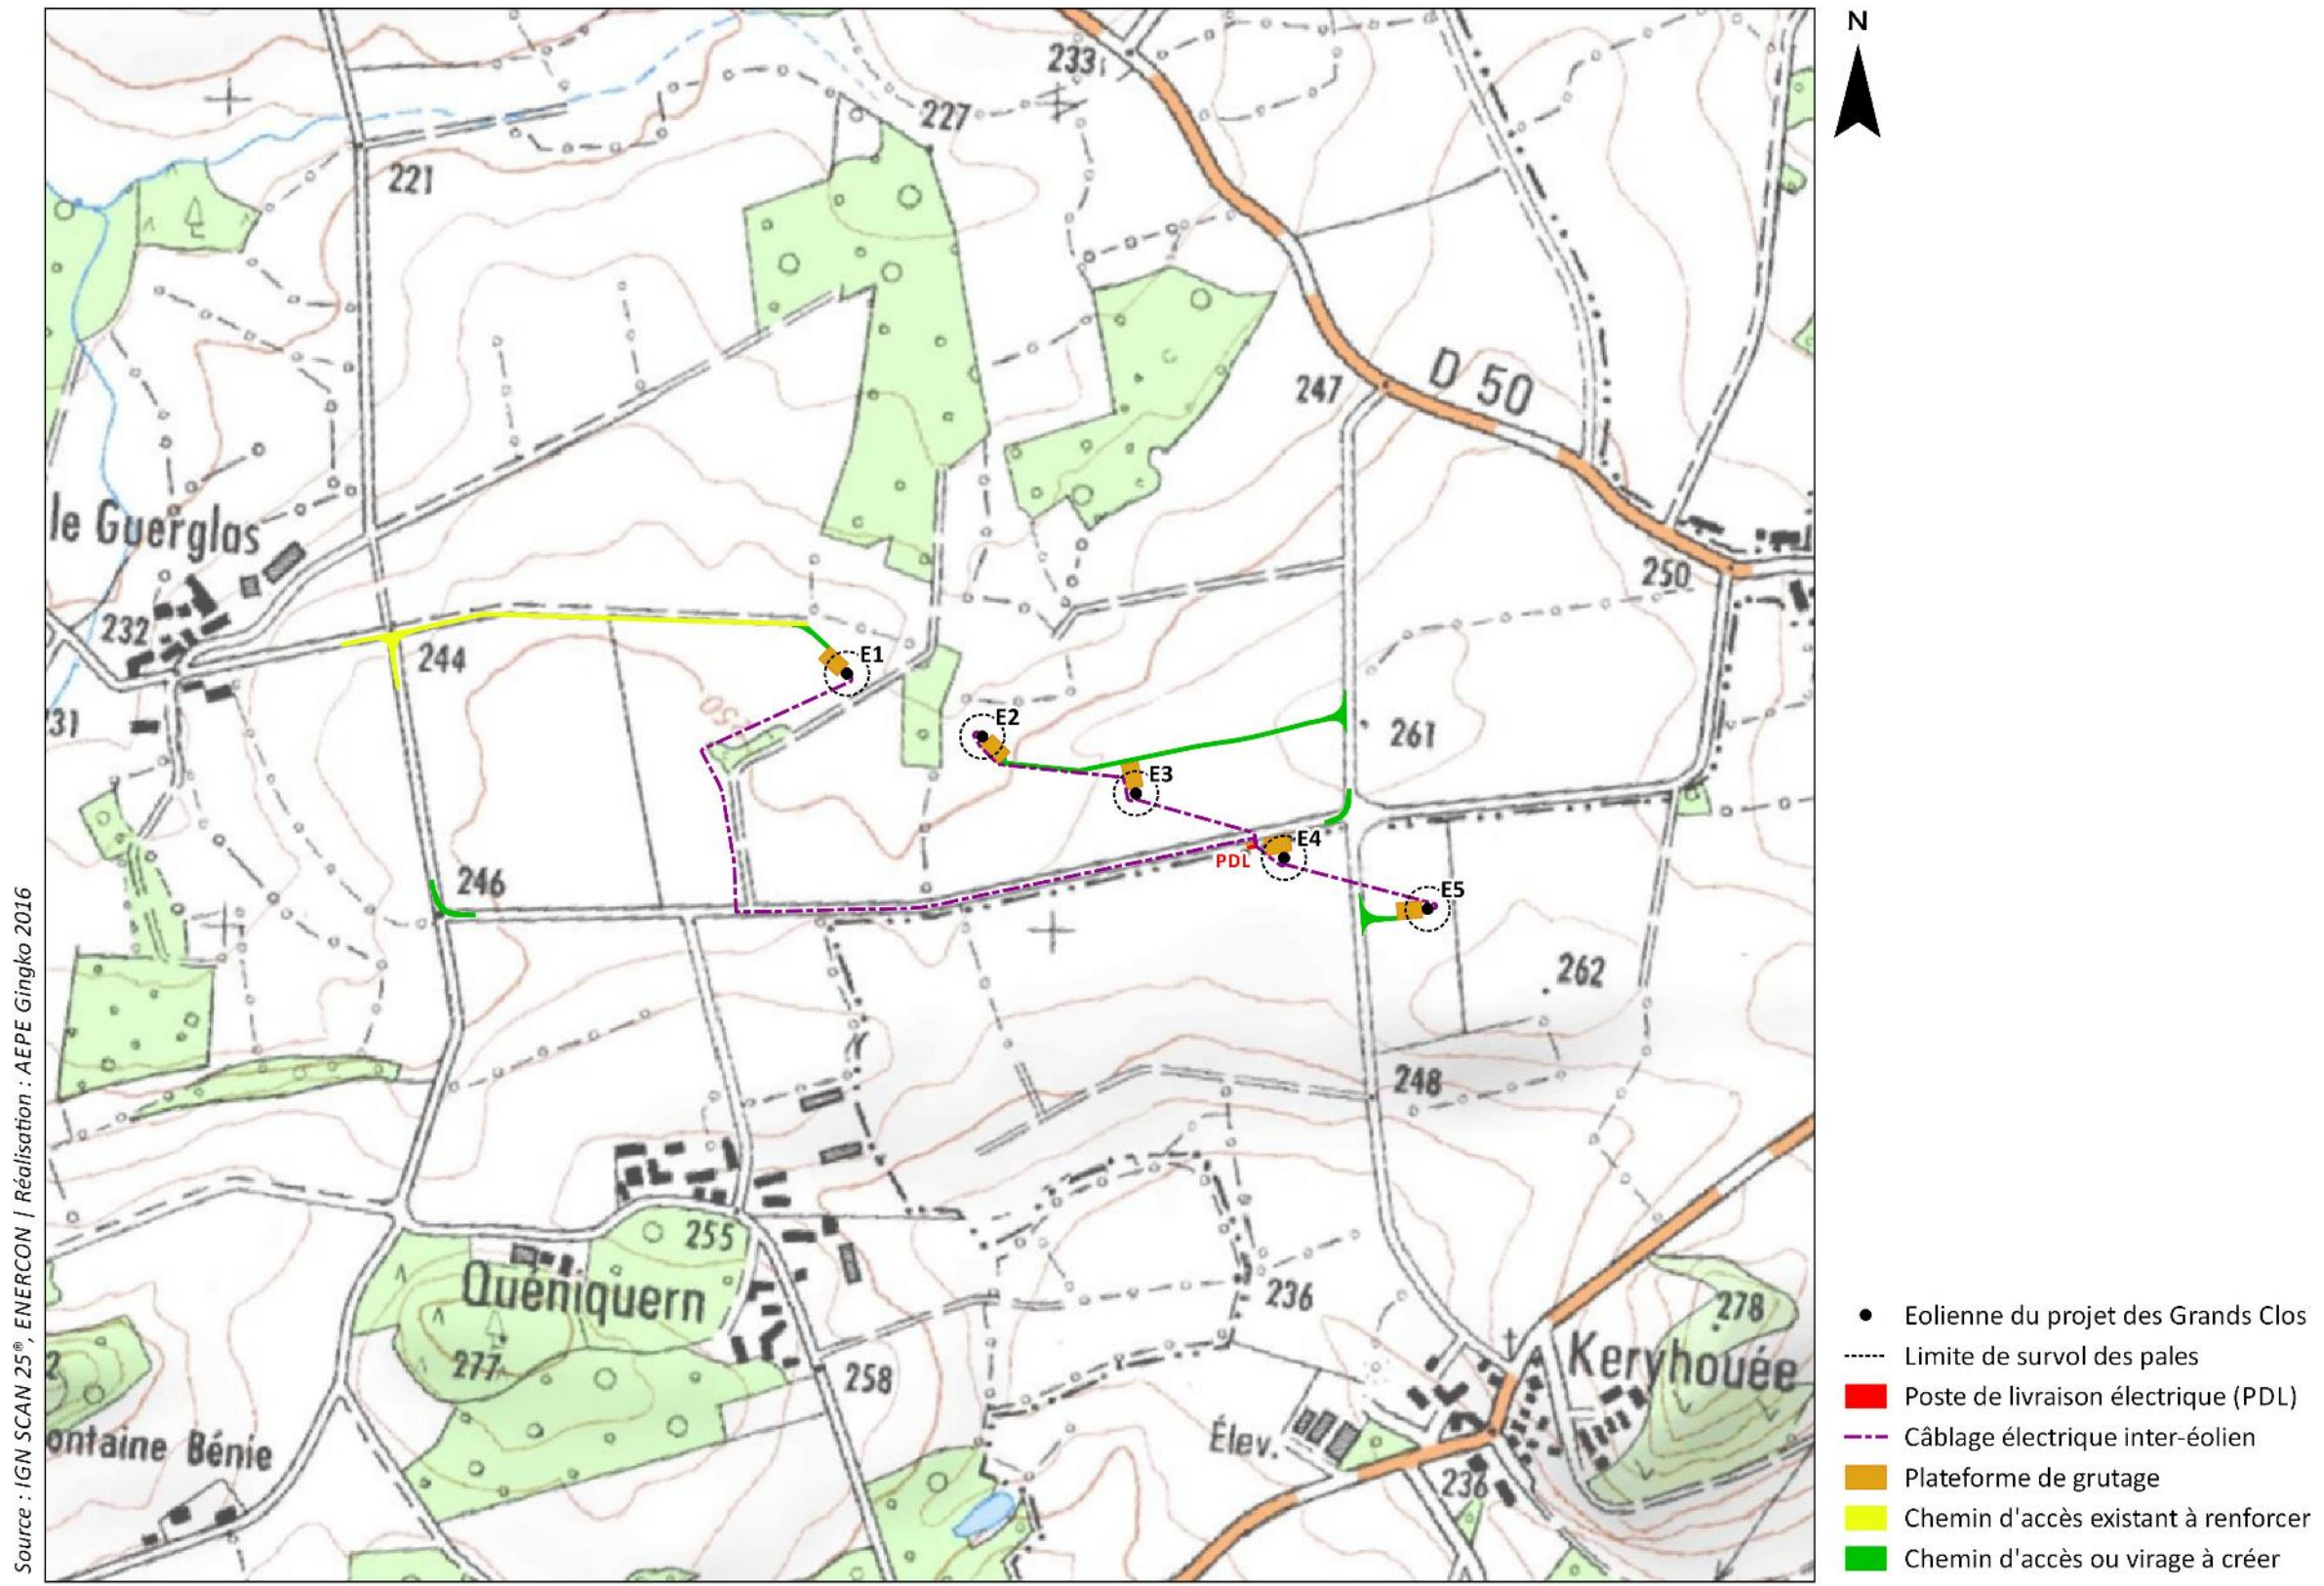 N
233
227
221
247
D 50
le Guerglas
250
232
244
E1
E2
261
E3
E4
PDL
246
E5
262
248
255
Quéniquern
236
277
278
Keryhouée
258
Élev.
ontaine Bénie
236
250
31
2
Source : IGN SCAN 25®, ENERCON | Réalisation : AEPE Gingko 2016
Eolienne du projet des Grands Clos
Limite de survol des pales
Poste de livraison électrique (PDL)
Câblage électrique inter-éolien
Plateforme de grutage
Chemin d'accès existant à renforcer
Chemin d'accès ou virage à créer